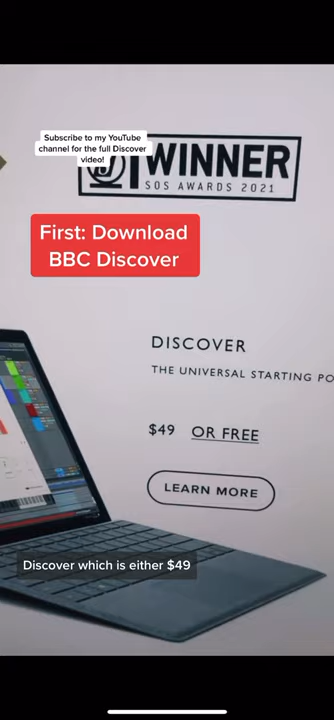 Subscribe to my YouTube
channel for the full Discover
video!
WINNER
SOS AWARDS 2021
First: Download
BBC Discover
DISCOVER
THE UNIVERSAL STARTING PO
$49 OR FREE
LEARN MORE
Discover which is either $49